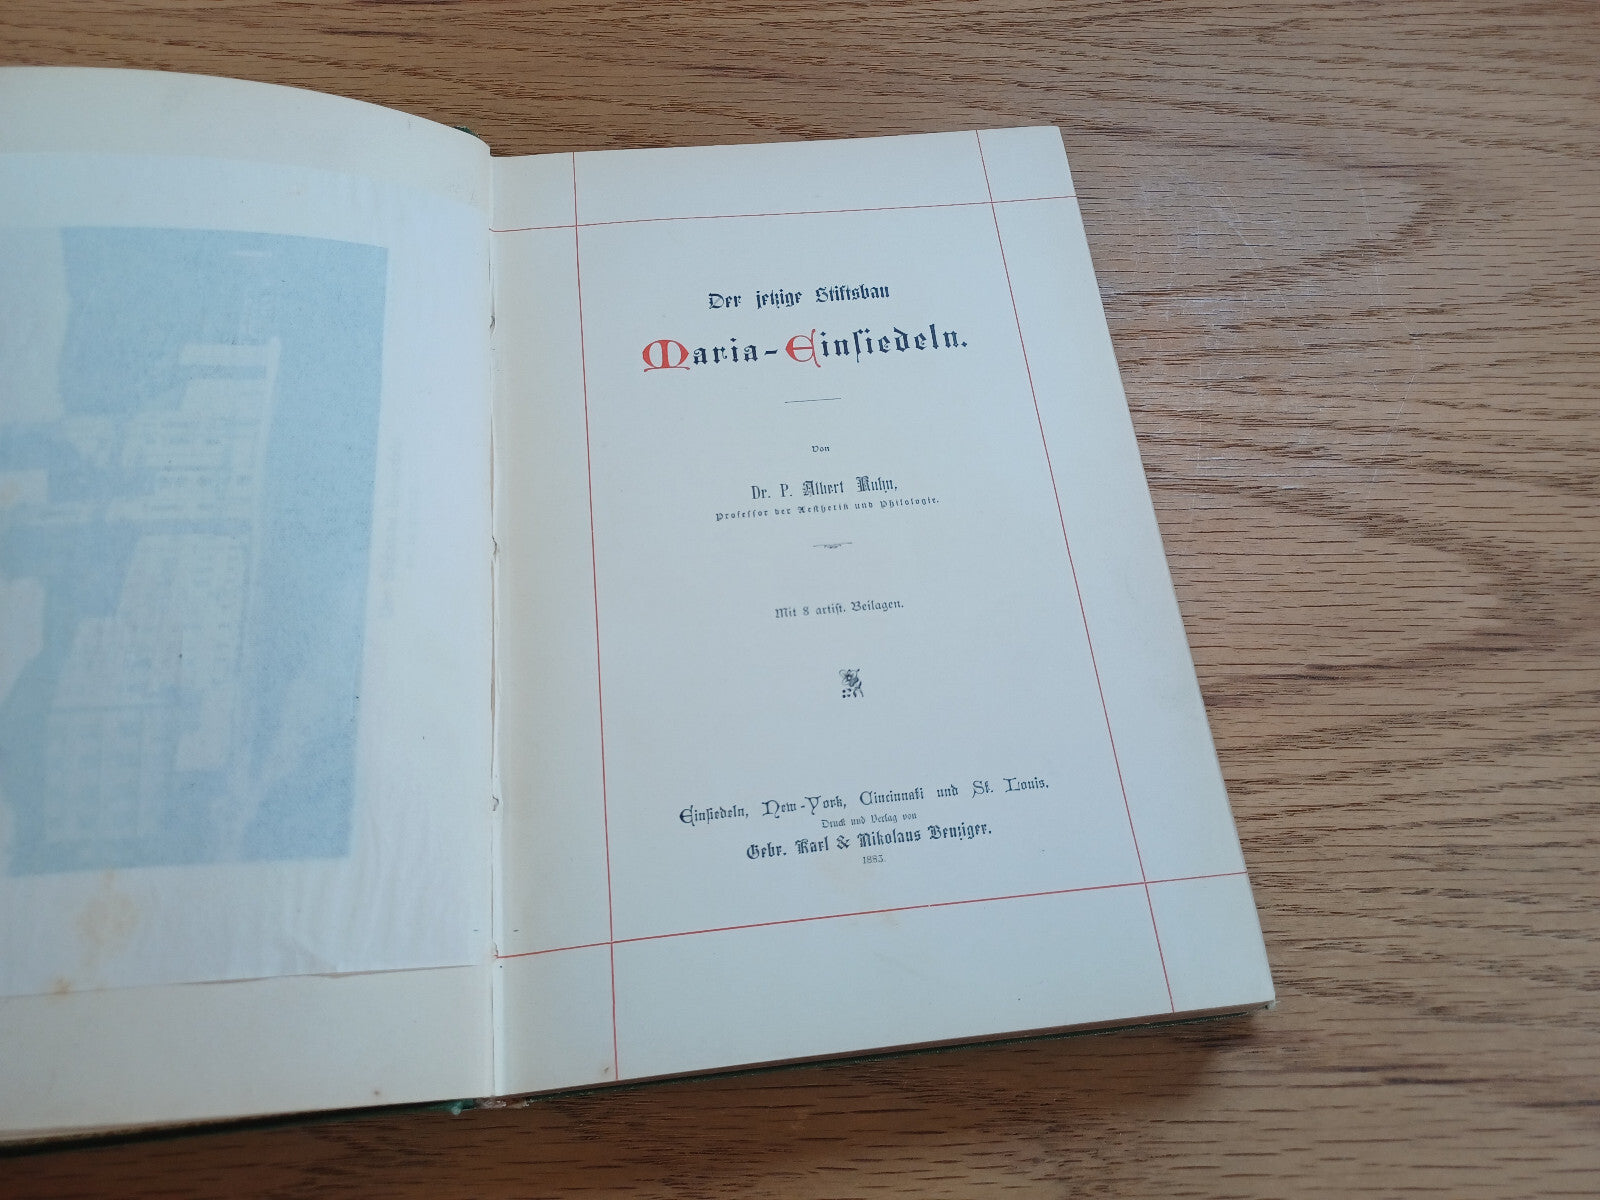 Der jetzige Stiftsbau
Maria-Einsiedeln.
Von
Dr. P. Albert Kuhn,
Professor der Aesthetik und Philologie.
Mit 8 artist. Beilagen.
Einsiedeln, New-York, Cincinnati und St. Louis.
Druck und Verlag von
Gebr. Karl & Nikolaus Benziger.
1883.